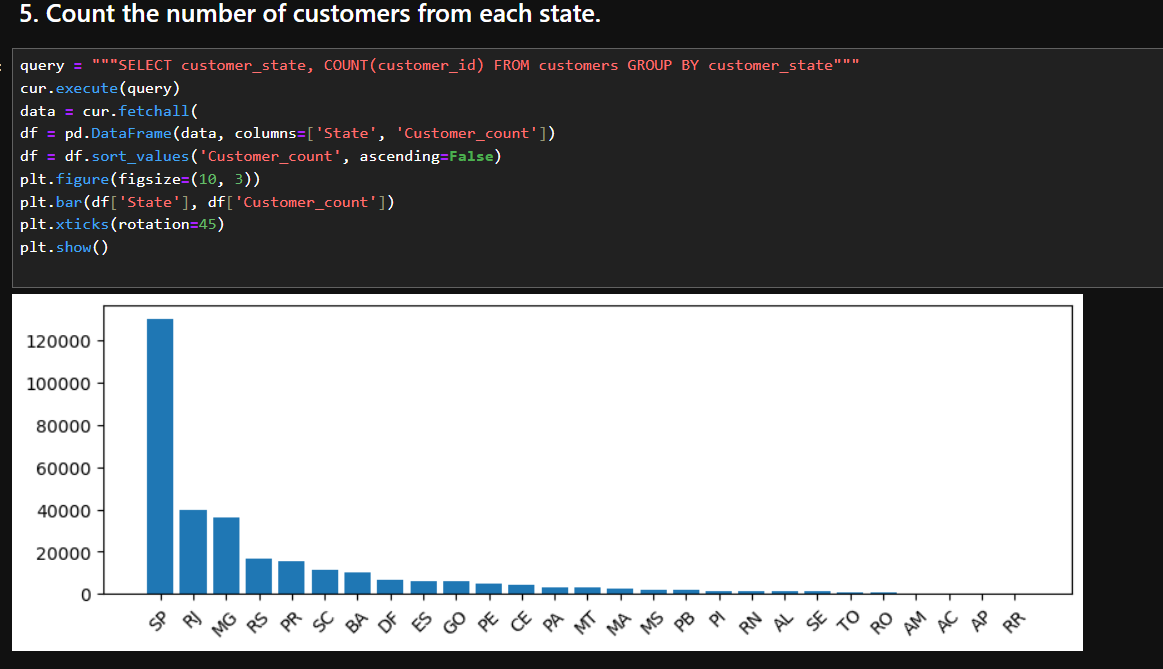 5. Count the number of customers from each state.
:
query = """SELECT customer_state, COUNT(customer_id) FROM customers GROUP BY customer_state"""
cur.execute(query)
data = cur.fetchall(
df = pd.DataFrame(data, columns=['State', 'Customer_count'])
df = df.sort_values('Customer_count', ascending=False)
plt.figure(figsize=(10, 3))
plt.bar(df['State'], df['Customer_count'])
plt.xticks(rotation=45)
plt.show()
120000
100000
80000
60000
40000
20000
0
SP RJ MG RS PR SC BA DF ES GO PE CE PA MT MA MS PB PI RN AL SE TO RO AM AC AP RR